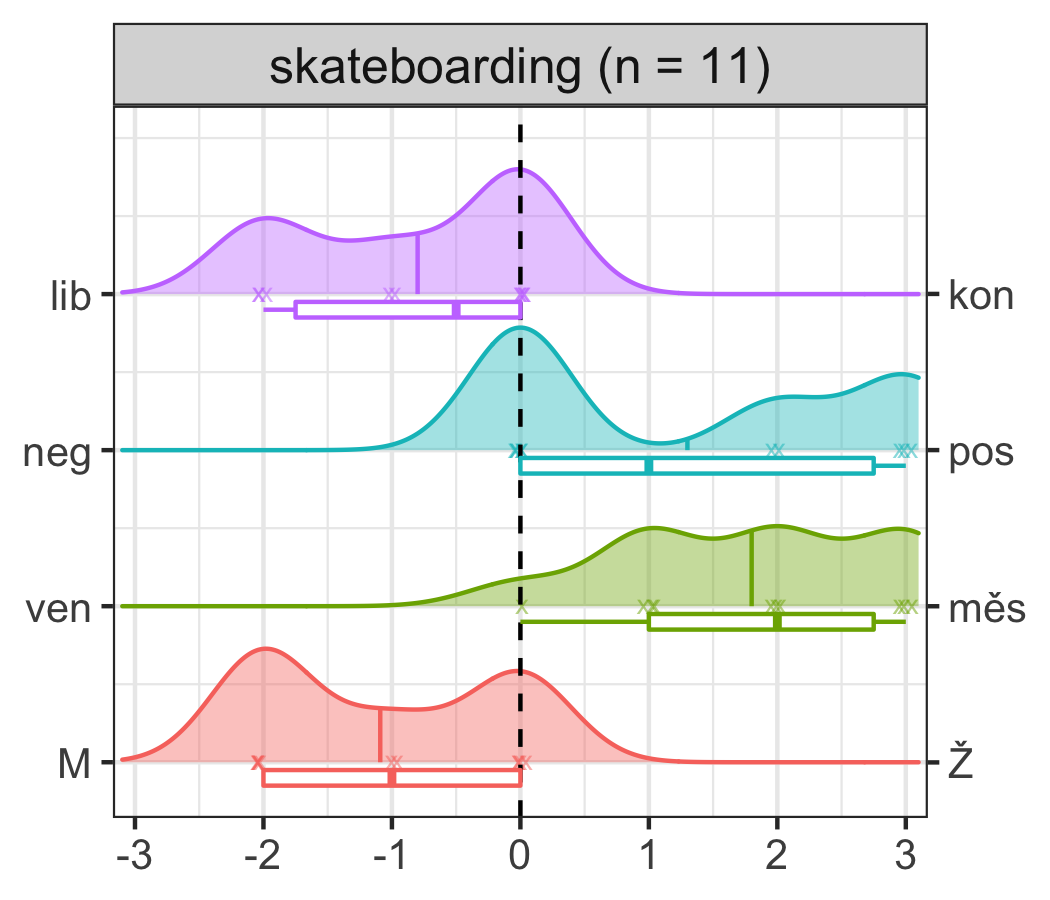 skateboarding (n = 11)
lib kon
neg pos
ven měs
M Ž
-3 -2 -1 0 1 2 3